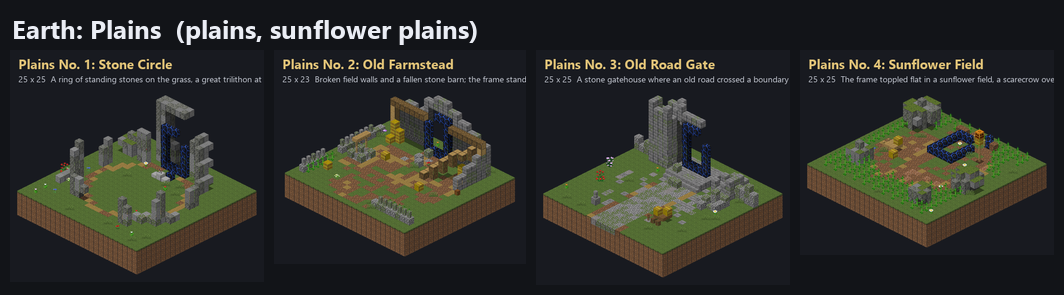 Earth: Plains (plains, sunflower plains)
Plains No. 1: Stone Circle
25 x 25 A ring of standing stones on the grass, a great trilithon at
Plains No. 2: Old Farmstead
25 x 23 Broken field walls and a fallen stone barn; the frame stand
Plains No. 3: Old Road Gate
25 x 25 A stone gatehouse where an old road crossed a boundary
Plains No. 4: Sunflower Field
25 x 25 The frame toppled flat in a sunflower field, a scarecrow ove